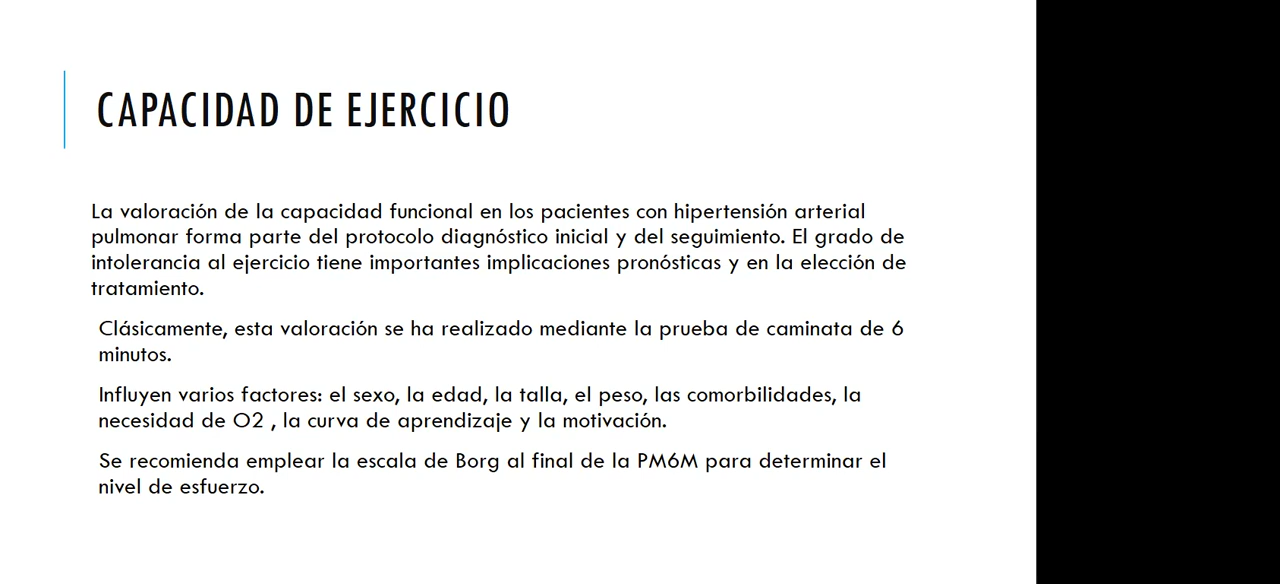 CAPACIDAD DE EJERCICIO
La valoración de la capacidad funcional en los pacientes con hipertensión arterial
pulmonar forma parte del protocolo diagnóstico inicial y del seguimiento. El grado de
intolerancia al ejercicio tiene importantes implicaciones pronósticas y en la elección de
tratamiento.
Clásicamente, esta valoración se ha realizado mediante la prueba de caminata de 6
minutos.
Influyen varios factores: el sexo, la edad, la talla, el peso, las comorbilidades, la
necesidad de O2 , la curva de aprendizaje y la motivación.
Se recomienda emplear la escala de Borg al final de la PM6M para determinar el
nivel de esfuerzo.